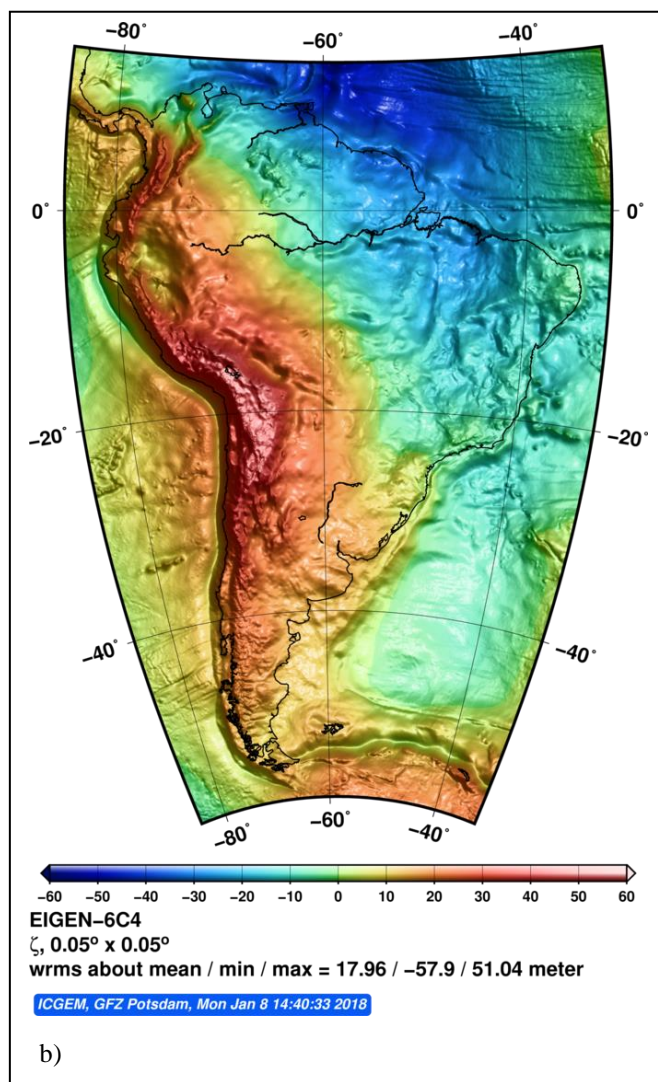 −80° −60° −40°
0° 0°
−20° −20°
−40° −40°
−80° −60° −40°
−60 −50 −40 −30 −20 −10 0 10 20 30 40 50 60
EIGEN−6C4
ζ, 0.05º x 0.05º
wrms about mean / min / max = 17.96 / −57.9 / 51.04 meter
ICGEM, GFZ Potsdam, Mon Jan 8 14:40:33 2018
b)